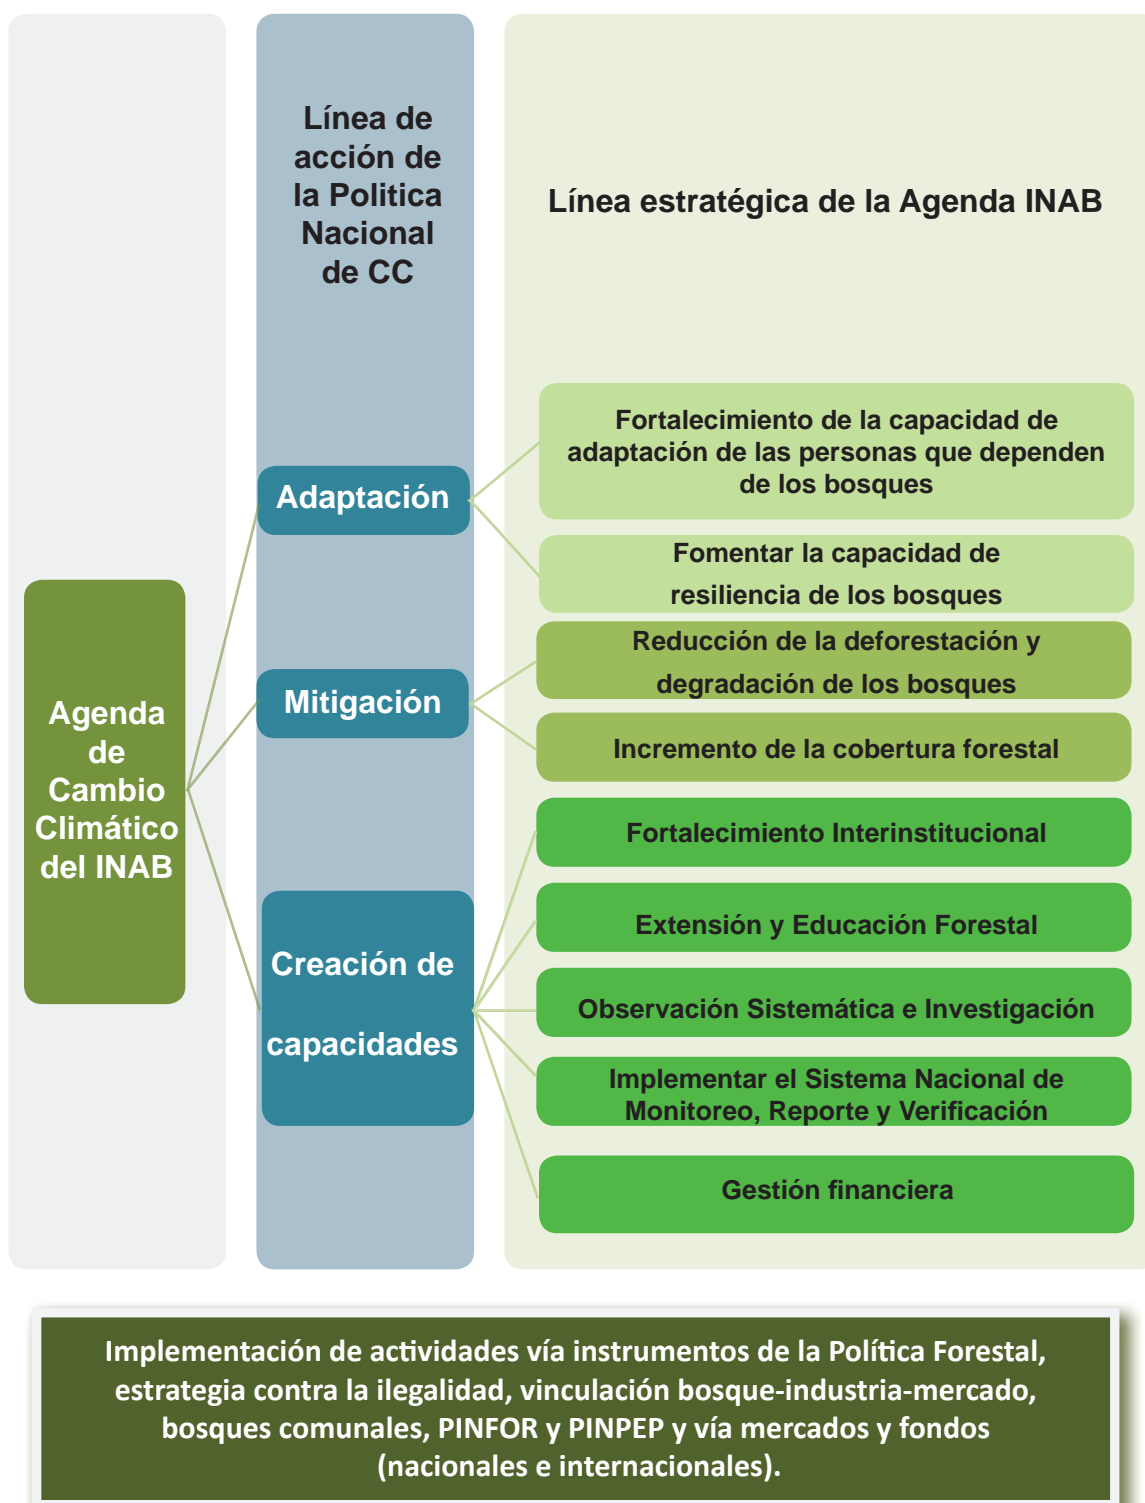 Línea de
acción de
la Politica
Nacional
de CC
Línea estratégica de la Agenda INAB
Agenda
de
Cambio
Climático
del INAB
Adaptación
Fortalecimiento de la capacidad de
adaptación de las personas que dependen
de los bosques
Fomentar la capacidad de
resiliencia de los bosques
Mitigación
Reducción de la deforestación y
degradación de los bosques
Incremento de la cobertura forestal
Creación de
capacidades
Fortalecimiento Interinstitucional
Extensión y Educación Forestal
Observación Sistemática e Investigación
Implementar el Sistema Nacional de
Monitoreo, Reporte y Verificación
Gestión financiera
Implementación de actividades vía instrumentos de la Política Forestal,
estrategia contra la ilegalidad, vinculación bosque-industria-mercado,
bosques comunales, PINFOR y PINPEP y vía mercados y fondos
(nacionales e internacionales).